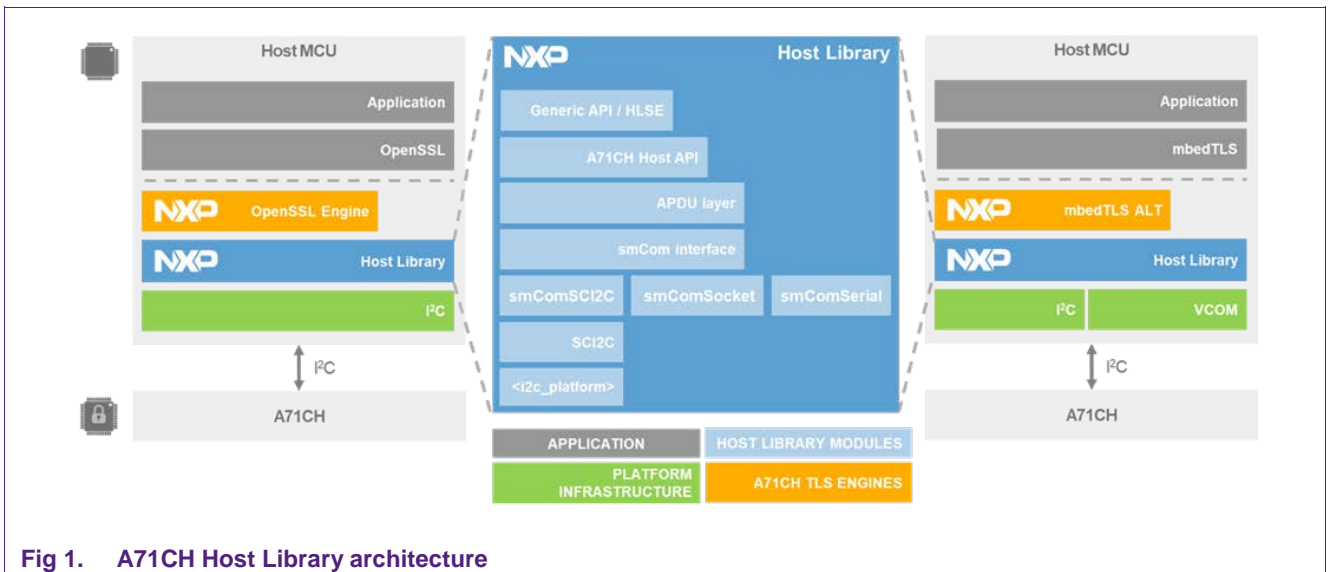 Host MCU
Application
OpenSSL
NXP OpenSSL Engine
NXP Host Library
I²C
I²C
A71CH
NXP Host Library
Generic API / HLSE
A71CH Host API
APDU layer
smCom interface
smComSCI2C smComSocket smComSerial
SCI2C
<i2c_platform>
Host MCU
Application
mbedTLS
NXP mbedTLS ALT
NXP Host Library
I²C VCOM
I²C
A71CH
APPLICATION HOST LIBRARY MODULES
PLATFORM
INFRASTRUCTURE A71CH TLS ENGINES
Fig 1. A71CH Host Library architecture